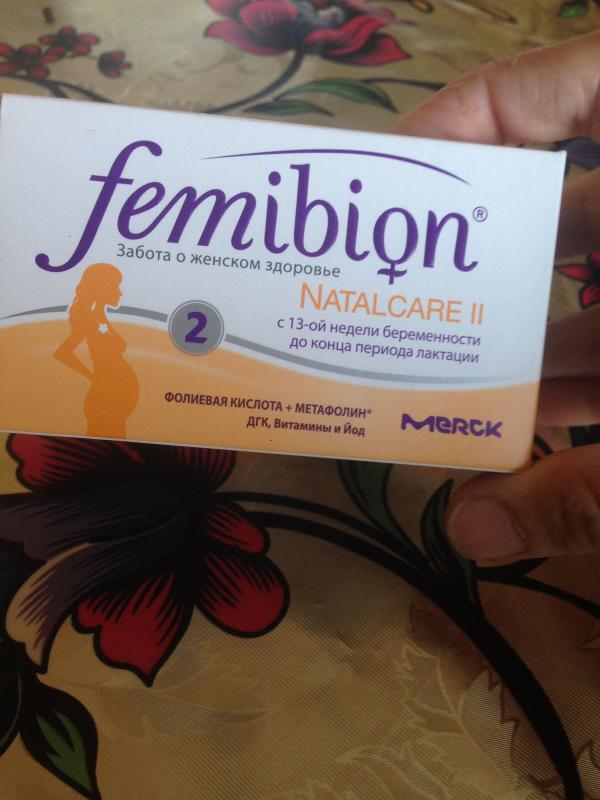 femibion®
Забота о женском здоровье
NATALCARE II
2
с 13-ой недели беременности
до конца периода лактации
ФОЛИЕВАЯ КИСЛОТА + МЕТАФОЛИН®
ДГК, Витамины и Йод
MERCK